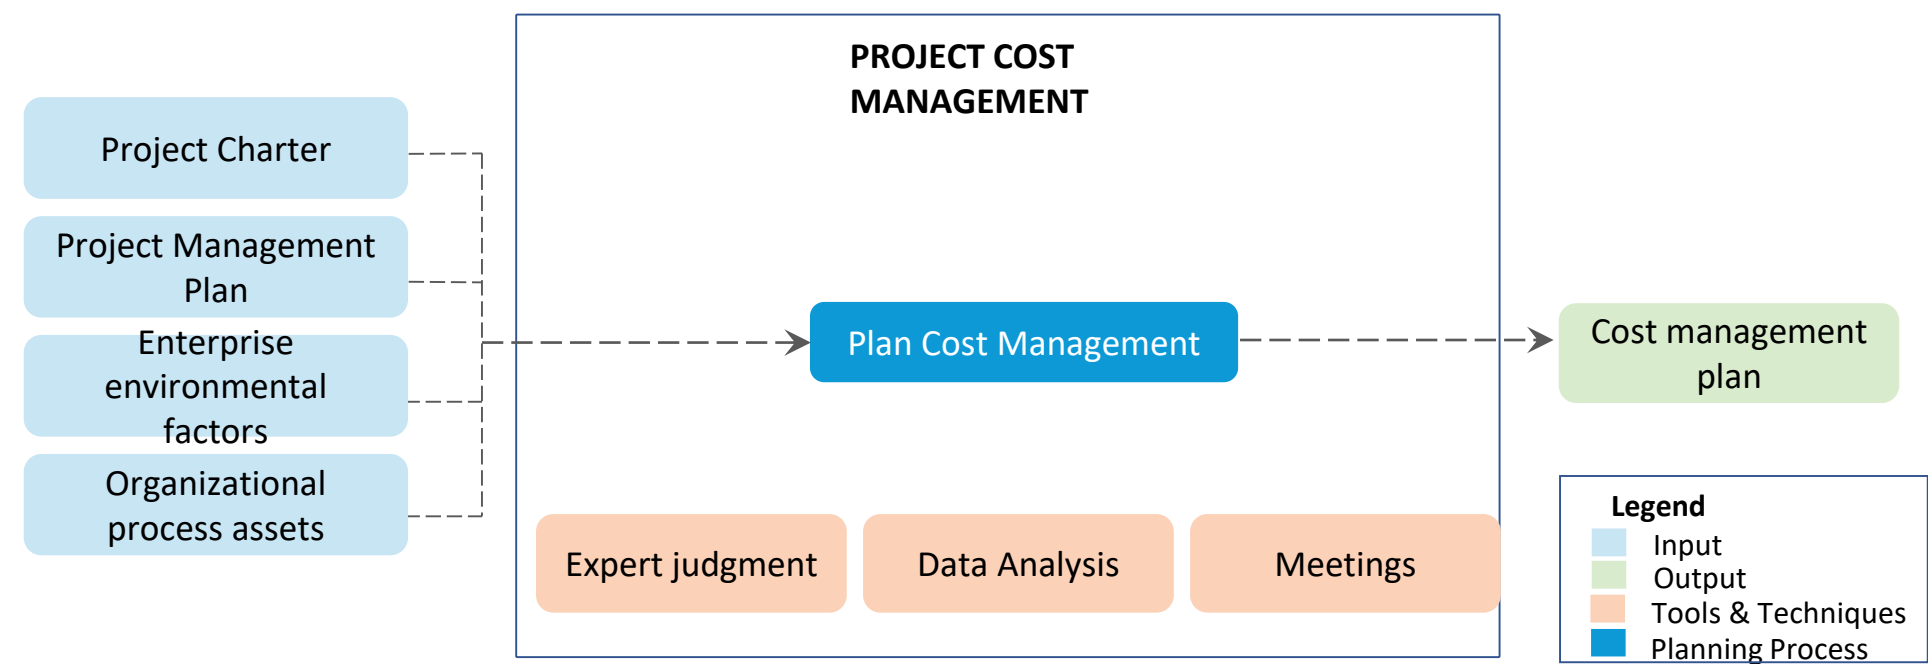 PROJECT COST
MANAGEMENT
Project Charter
Project Management
Plan
Enterprise
environmental
factors
Organizational
process assets
Plan Cost Management
Cost management
plan
Expert judgment
Data Analysis
Meetings
Legend
Input
Output
Tools & Techniques
Planning Process